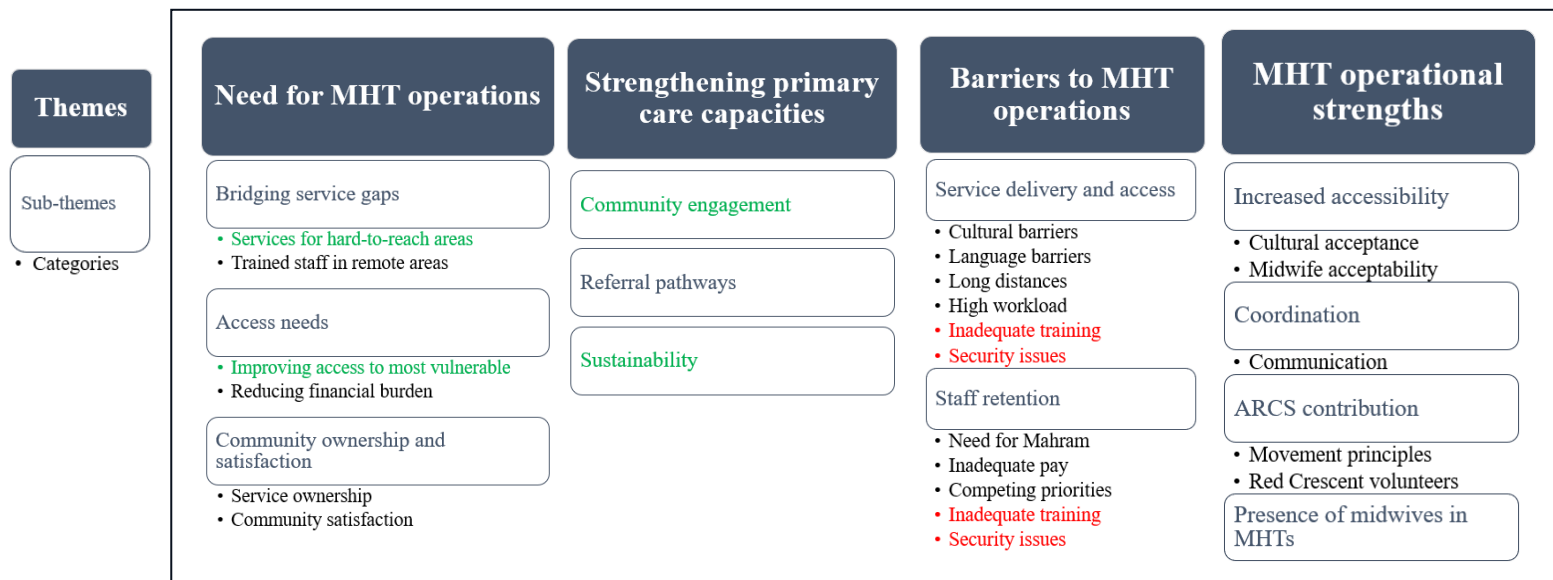 Themes
Sub-themes
• Categories
Need for MHT operations
Bridging service gaps
• Services for hard-to-reach areas
• Trained staff in remote areas
Access needs
• Improving access to most vulnerable
• Reducing financial burden
Community ownership and
satisfaction
• Service ownership
• Community satisfaction
Strengthening primary
care capacities
Community engagement
Referral pathways
Sustainability
Barriers to MHT
operations
Service delivery and access
• Cultural barriers
• Language barriers
• Long distances
• High workload
• Inadequate training
• Security issues
Staff retention
• Need for Mahram
• Inadequate pay
• Competing priorities
• Inadequate training
• Security issues
MHT operational
strengths
Increased accessibility
• Cultural acceptance
• Midwife acceptability
Coordination
• Communication
ARCS contribution
• Movement principles
• Red Crescent volunteers
Presence of midwives in
MHTs